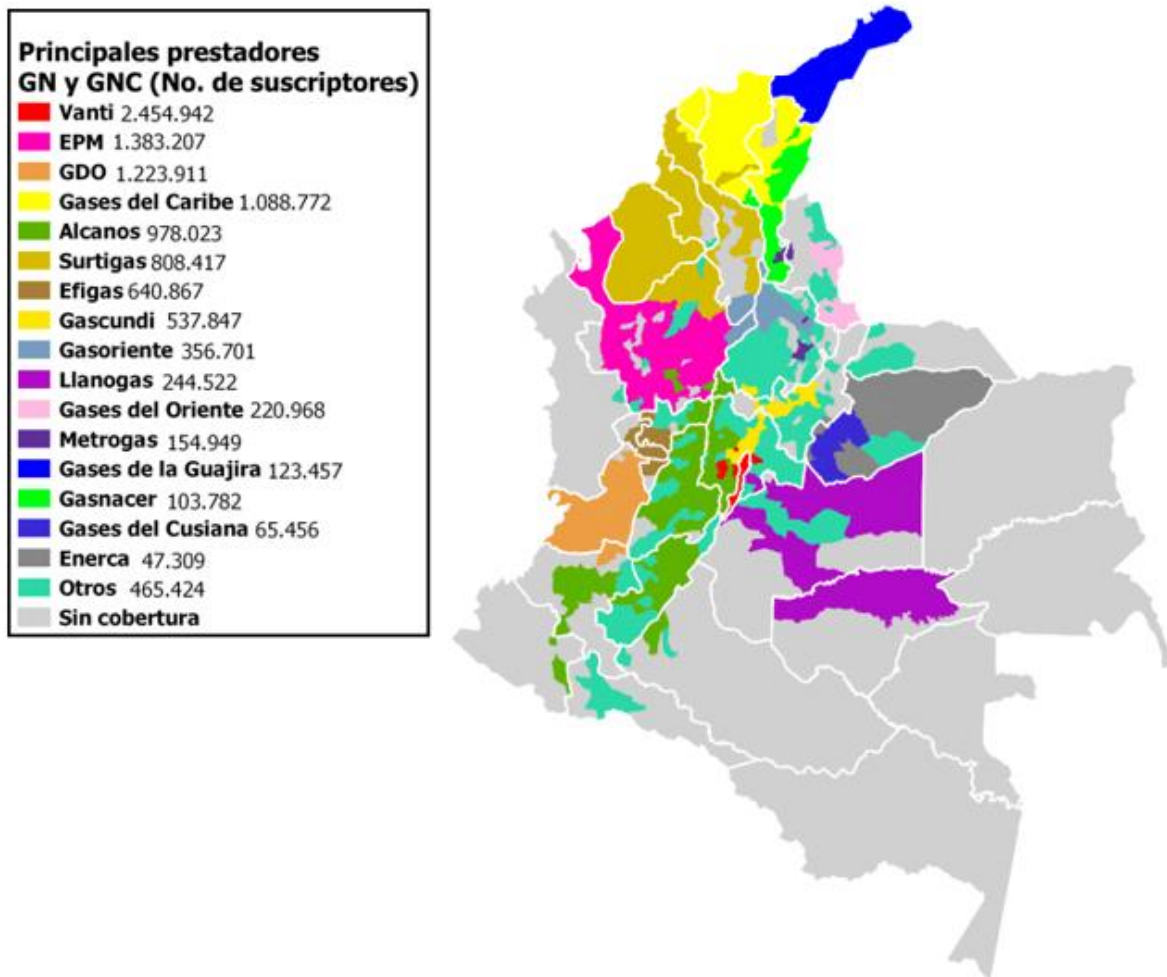 Principales prestadores
GN y GNC (No. de suscriptores)
Vanti 2.454.942
EPM 1.383.207
GDO 1.223.911
Gases del Caribe 1.088.772
Alcanos 978.023
Surtigas 808.417
Efigas 640.867
Gascundi 537.847
Gasoriente 356.701
Llanogas 244.522
Gases del Oriente 220.968
Metrogas 154.949
Gases de la Guajira 123.457
Gasnacer 103.782
Gases del Cusiana 65.456
Enerca 47.309
Otros 465.424
Sin cobertura